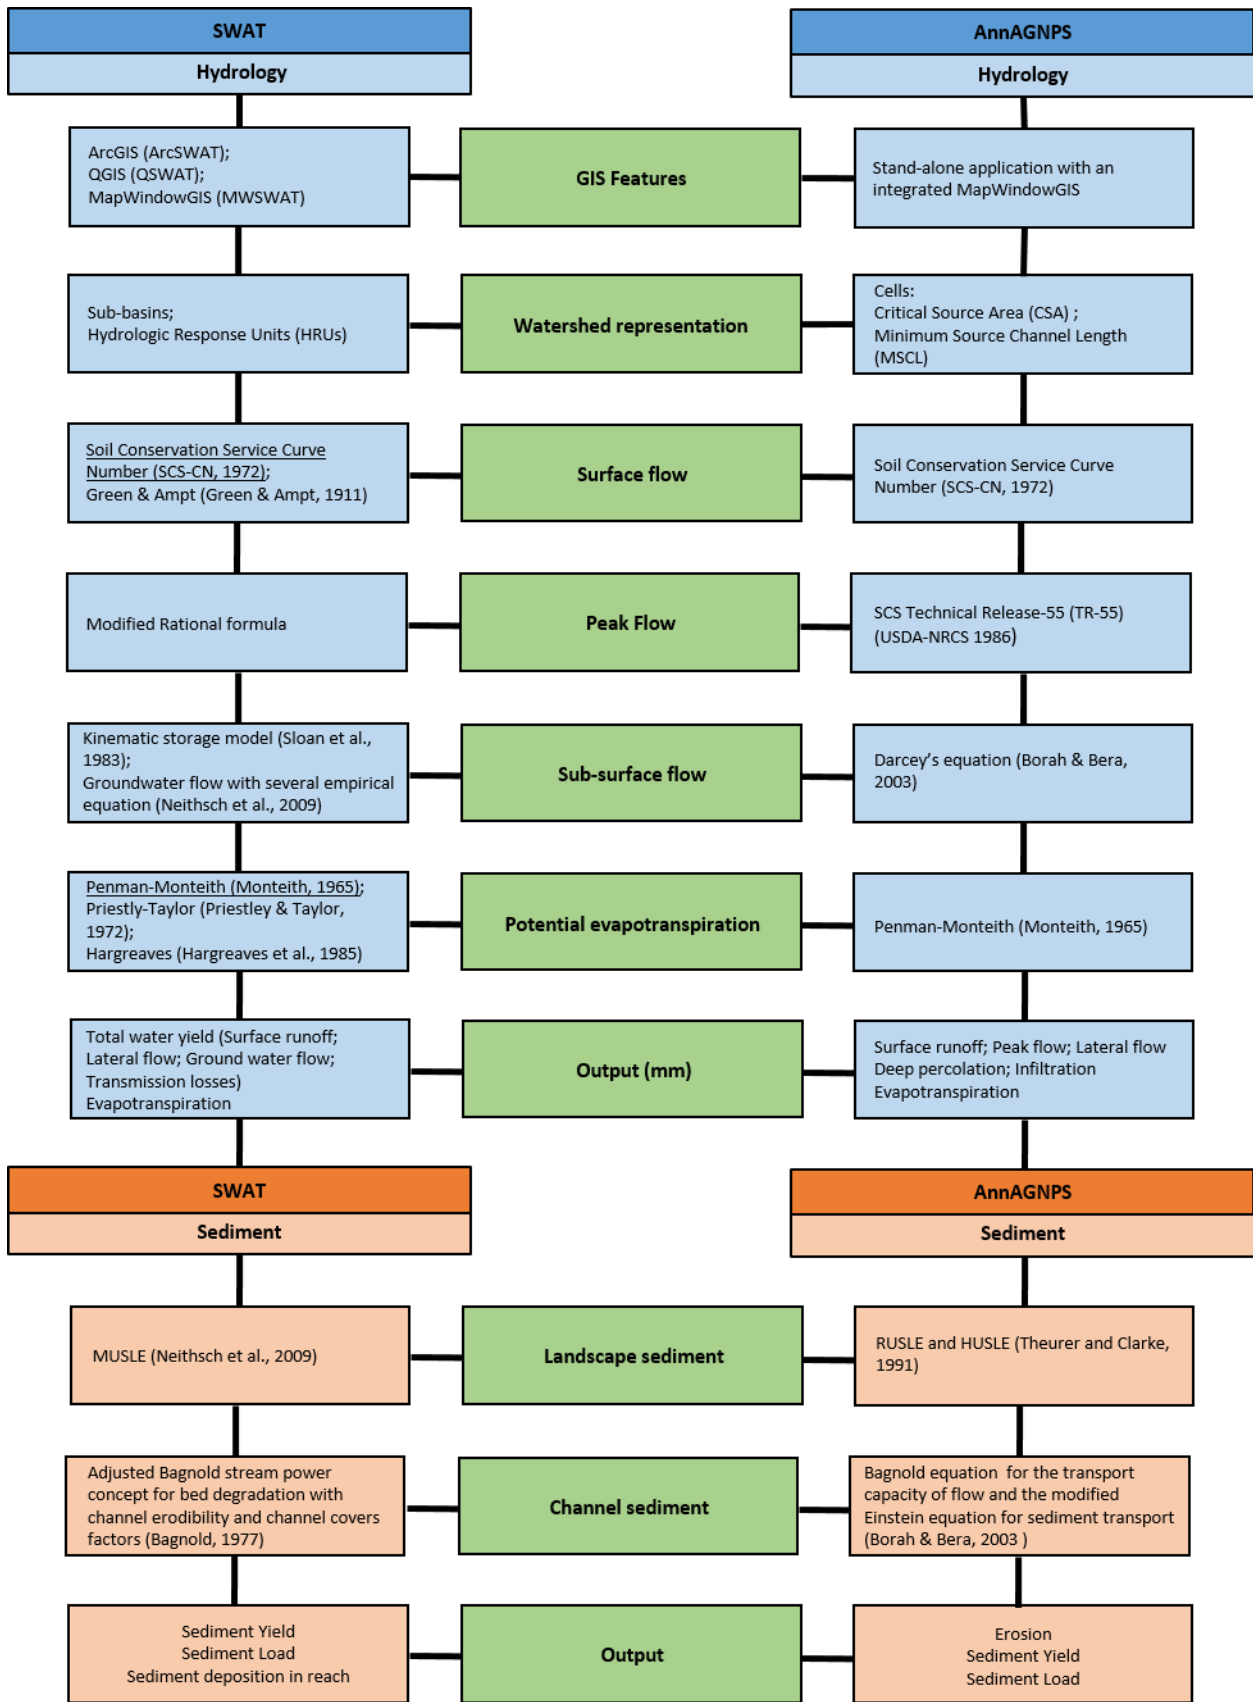 SWAT
Hydrology
AnnAGNPS
Hydrology
ArcGIS (ArcSWAT);
QGIS (QSWAT);
MapWindowGIS (MWSWAT)
GIS Features
Stand-alone application with an
integrated MapWindowGIS
Sub-basins;
Hydrologic Response Units (HRUs)
Watershed representation
Cells:
Critical Source Area (CSA) ;
Minimum Source Channel Length
(MSCL)
Soil Conservation Service Curve
Number (SCS-CN, 1972);
Green & Ampt (Green & Ampt, 1911)
Surface flow
Soil Conservation Service Curve
Number (SCS-CN, 1972)
Modified Rational formula
Peak Flow
SCS Technical Release-55 (TR-55)
(USDA-NRCS 1986)
Kinematic storage model (Sloan et al.,
1983);
Groundwater flow with several empirical
equation (Neithsch et al., 2009)
Sub-surface flow
Darcey's equation (Borah & Bera,
2003)
Penman-Monteith (Monteith, 1965);
Priestly-Taylor (Priestley & Taylor,
1972);
Hargreaves (Hargreaves et al., 1985)
Potential evapotranspiration
Penman-Monteith (Monteith, 1965)
Total water yield (Surface runoff;
Lateral flow; Ground water flow;
Transmission losses)
Evapotranspiration
Output (mm)
Surface runoff; Peak flow; Lateral flow
Deep percolation; Infiltration
Evapotranspiration
SWAT
Sediment
AnnAGNPS
Sediment
MUSLE (Neithsch et al., 2009)
Landscape sediment
RUSLE and HUSLE (Theurer and Clarke,
1991)
Adjusted Bagnold stream power
concept for bed degradation with
channel erodibility and channel covers
factors (Bagnold, 1977)
Channel sediment
Bagnold equation for the transport
capacity of flow and the modified
Einstein equation for sediment transport
(Borah & Bera, 2003 )
Sediment Yield
Sediment Load
Sediment deposition in reach
Output
Erosion
Sediment Yield
Sediment Load